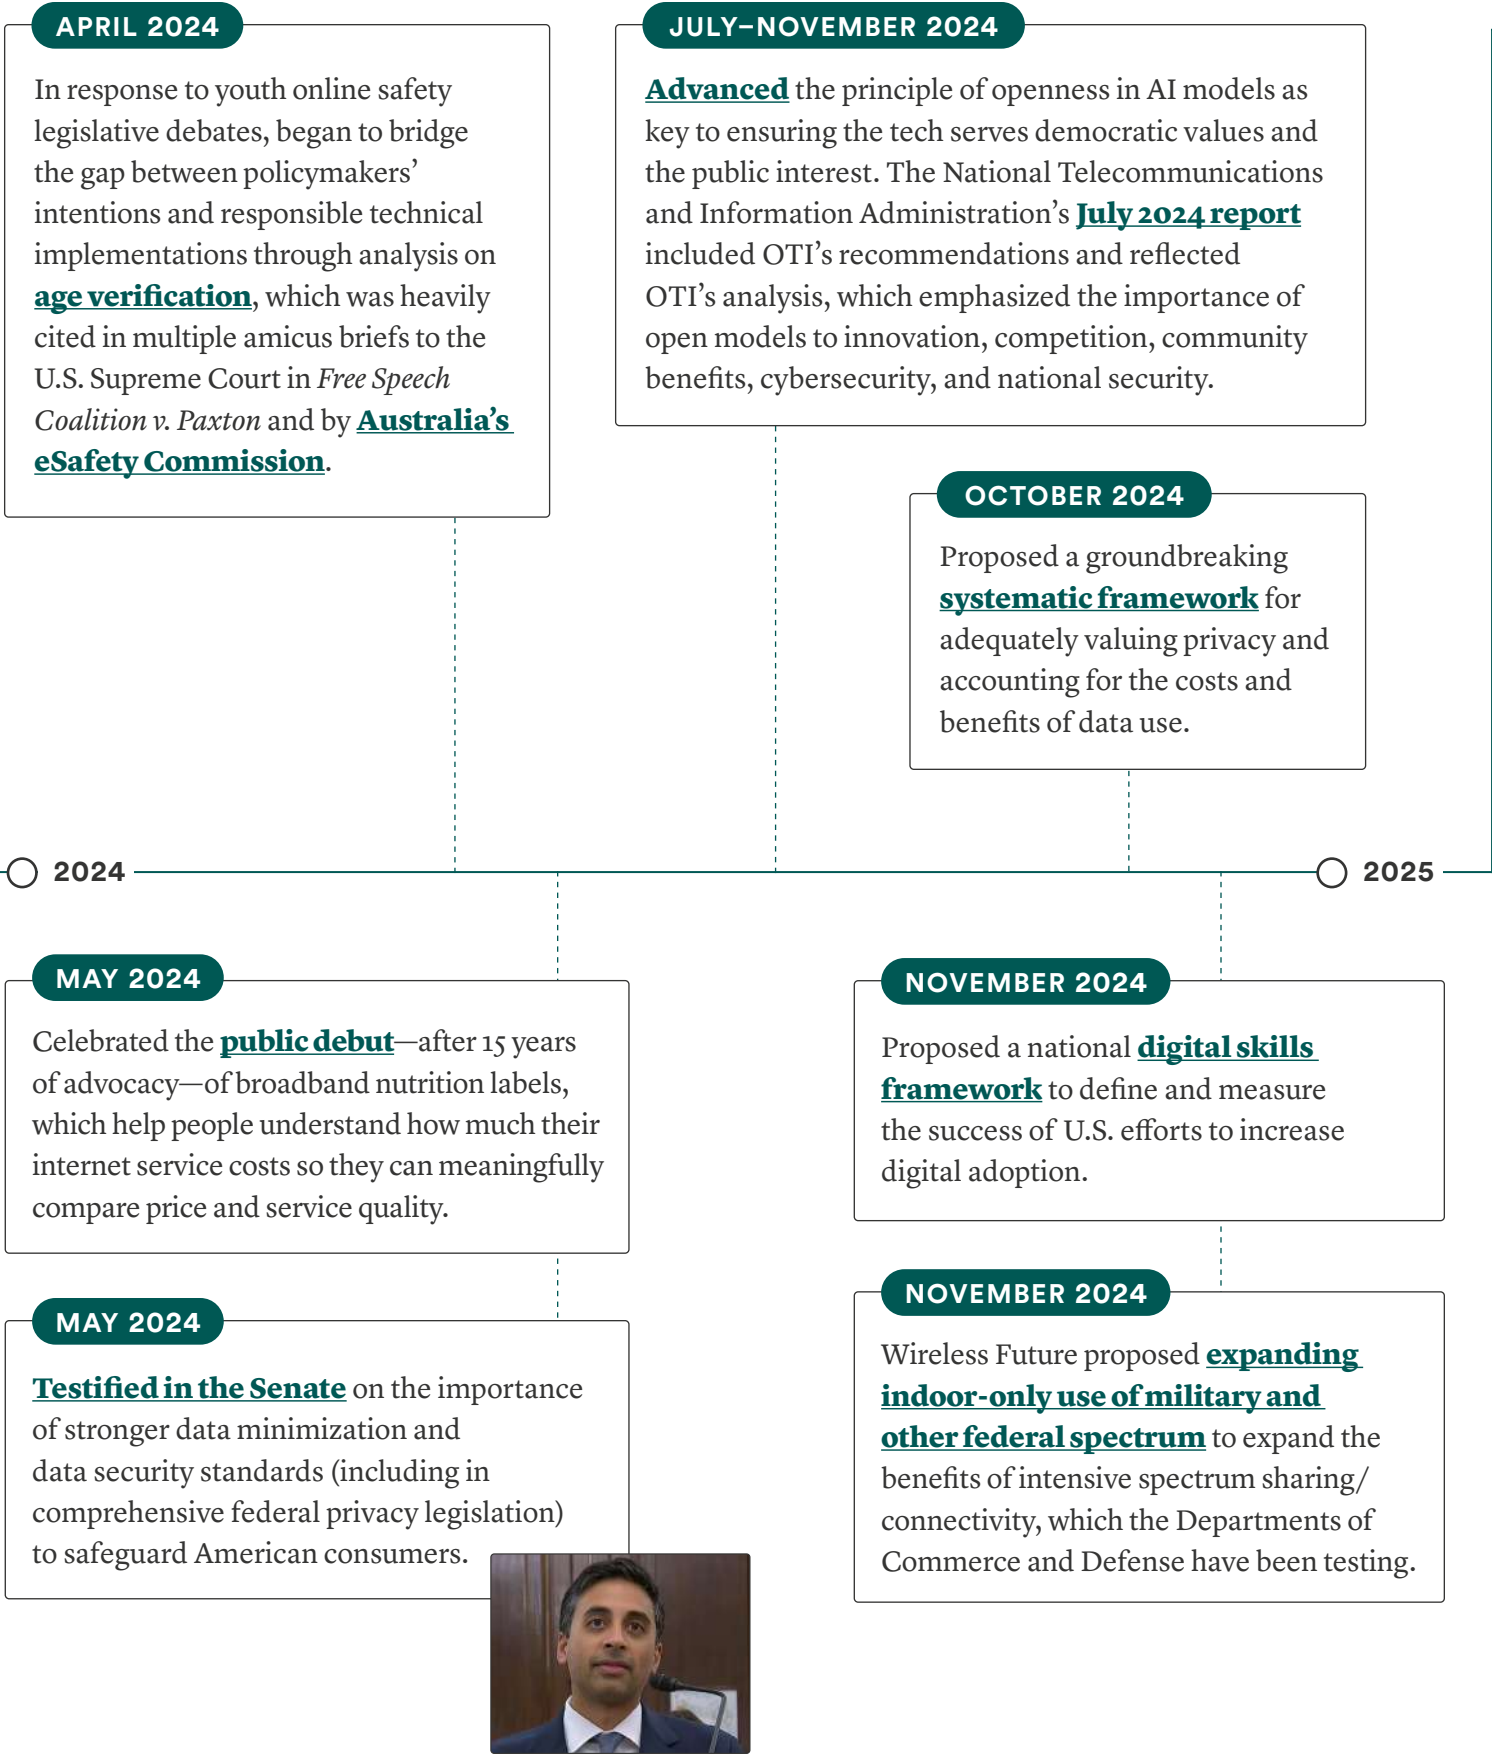 APRIL 2024
In response to youth online safety
legislative debates, began to bridge
the gap between policymakers’
intentions and responsible technical
implementations through analysis on
age verification, which was heavily
cited in multiple amicus briefs to the
U.S. Supreme Court in Free Speech
Coalition v. Paxton and by Australia’s
eSafety Commission.
JULY–NOVEMBER 2024
Advanced the principle of openness in AI models as
key to ensuring the tech serves democratic values and
the public interest. The National Telecommunications
and Information Administration’s July 2024 report
included OTI’s recommendations and reflected
OTI’s analysis, which emphasized the importance of
open models to innovation, competition, community
benefits, cybersecurity, and national security.
OCTOBER 2024
Proposed a groundbreaking
systematic framework for
adequately valuing privacy and
accounting for the costs and
benefits of data use.
2024
2025
MAY 2024
Celebrated the public debut—after 15 years
of advocacy—of broadband nutrition labels,
which help people understand how much their
internet service costs so they can meaningfully
compare price and service quality.
MAY 2024
Testified in the Senate on the importance
of stronger data minimization and
data security standards (including in
comprehensive federal privacy legislation)
to safeguard American consumers.
NOVEMBER 2024
Proposed a national digital skills
framework to define and measure
the success of U.S. efforts to increase
digital adoption.
NOVEMBER 2024
Wireless Future proposed expanding
indoor-only use of military and
other federal spectrum to expand the
benefits of intensive spectrum sharing/
connectivity, which the Departments of
Commerce and Defense have been testing.